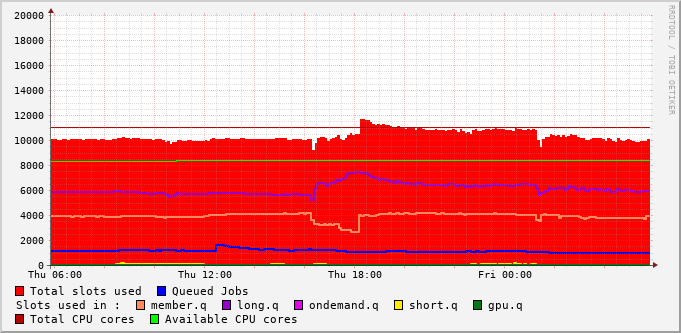 20000
18000
16000
14000
12000
10000
8000
6000
4000
2000
0
Thu 06:00 Thu 12:00 Thu 18:00 Fri 00:00
Total slots used Queued Jobs
Slots used in : member.q long.q ondemand.q short.q gpu.q
Total CPU cores Available CPU cores
RRDTOOL / TOBI OETIKER